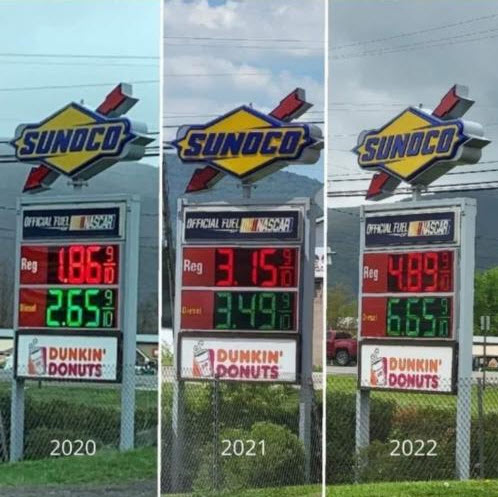 SUNOCO
OFFICIAL FUEL NASCAR
Reg 1.86 9/10
Diesel 2.65 9/10
DUNKIN'
DONUTS
2020
SUNOCO
OFFICIAL FUEL NASCAR
Reg 3.15 9/10
Diesel 3.49 9/10
DUNKIN'
DONUTS
2021
SUNOCO
OFFICIAL FUEL NASCAR
Reg 4.89 9/10
Diesel 6.65 9/10
DUNKIN'
DONUTS
2022